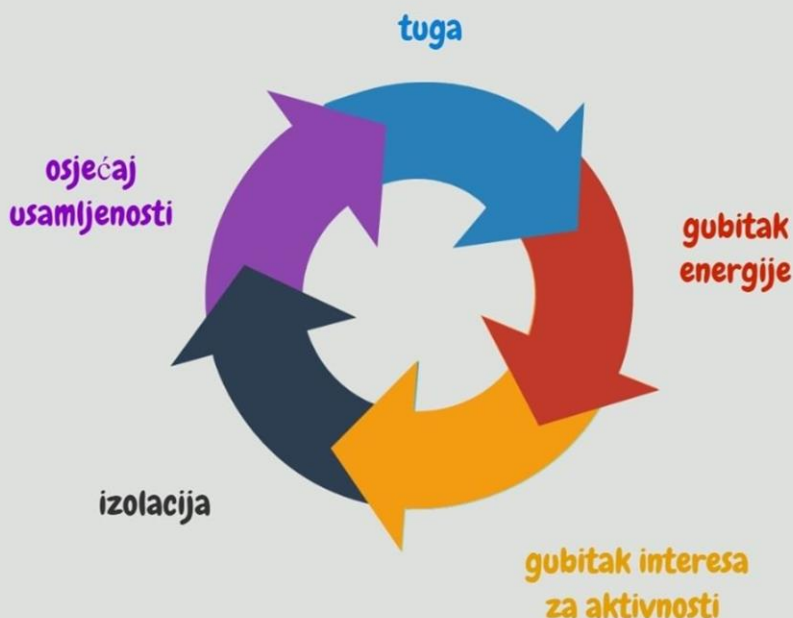 tuga
gubitak
energije
gubitak interesa
za aktivnosti
izolacija
osjećaj
usamljenosti